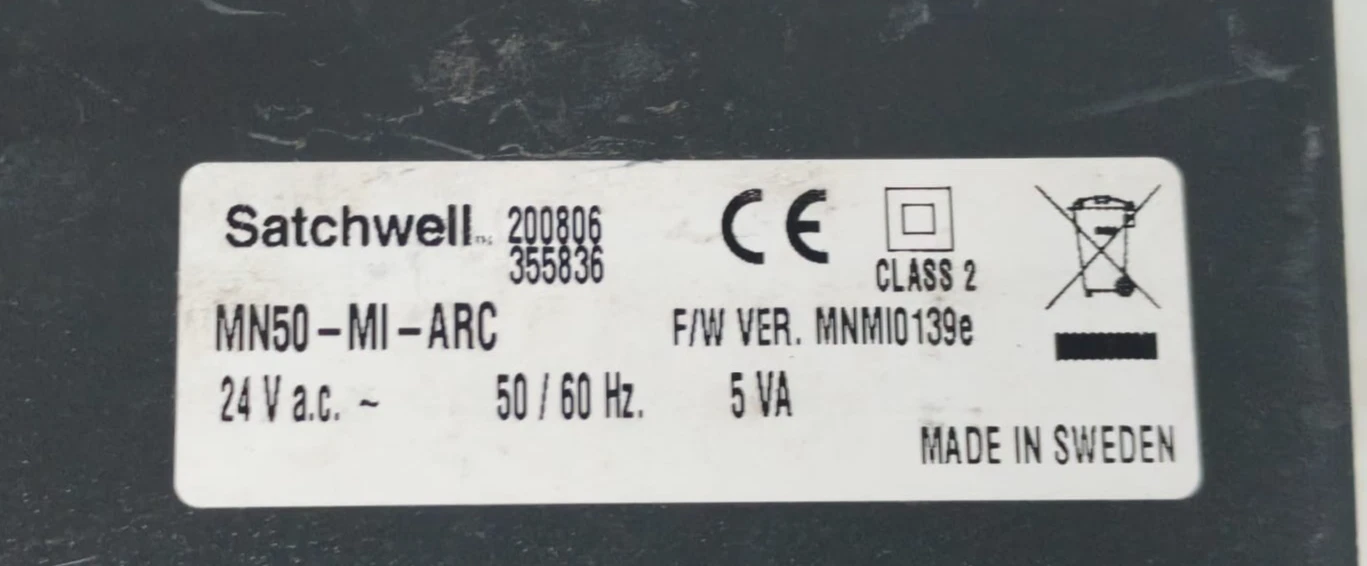 Satchwell 200806
355836
CE
CLASS 2
MN50-MI-ARC F/W VER. MNMI0139e
24 V a.c. ~ 50 / 60 Hz. 5 VA
MADE IN SWEDEN